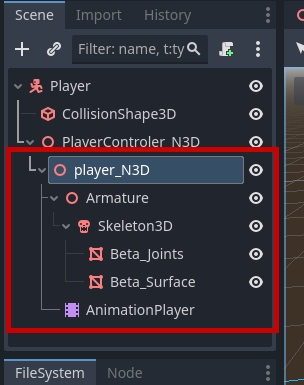 Scene Import History
Filter: name, t:ty
Player
CollisionShape3D
PlayerControler_N3D
player_N3D
Armature
Skeleton3D
Beta_Joints
Beta_Surface
AnimationPlayer
FileSystem Node